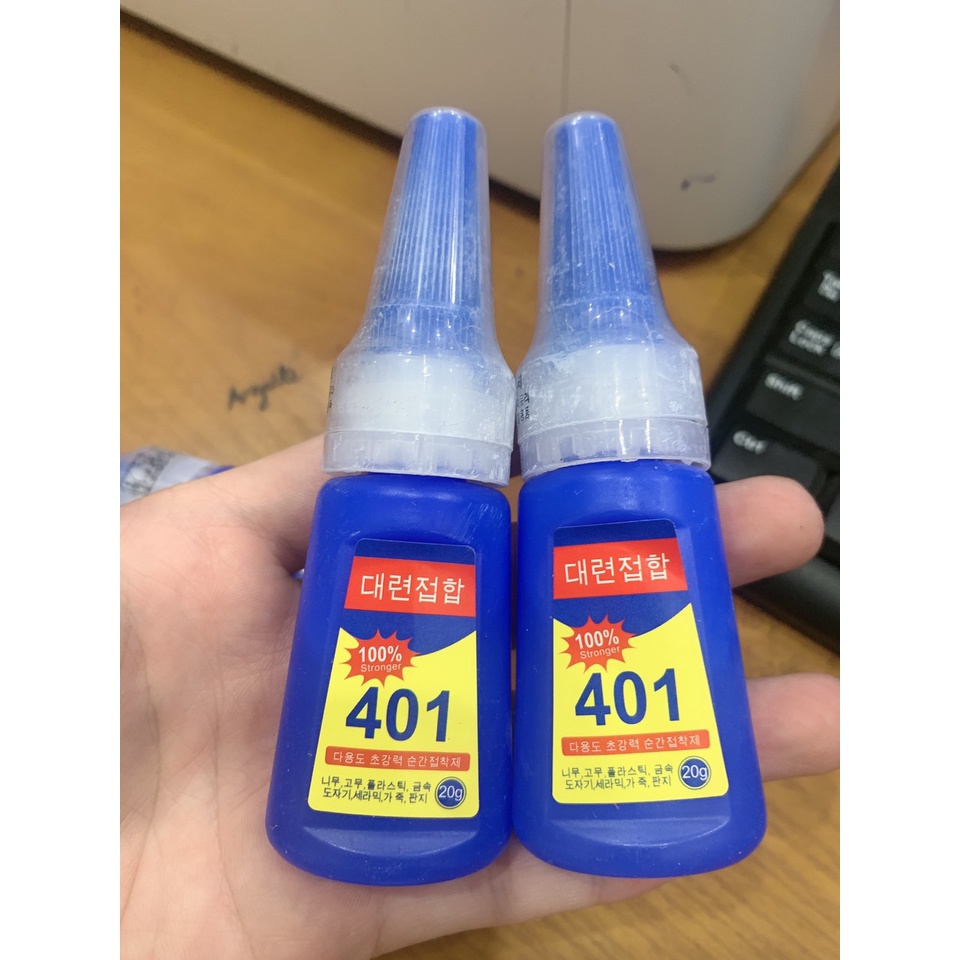 대련접합
100%
Stronger
401
다용도 초강력 순간접착제
니무,고무,플라스틱, 금속
도자기,세라믹,가 죽, 판지
20g
대련접합
100%
Stronger
401
다용도 초강력 순간접착제
니무,고무,플라스틱, 금속
도자기,세라믹,가 죽, 판지
20g
Shift
Ctrl